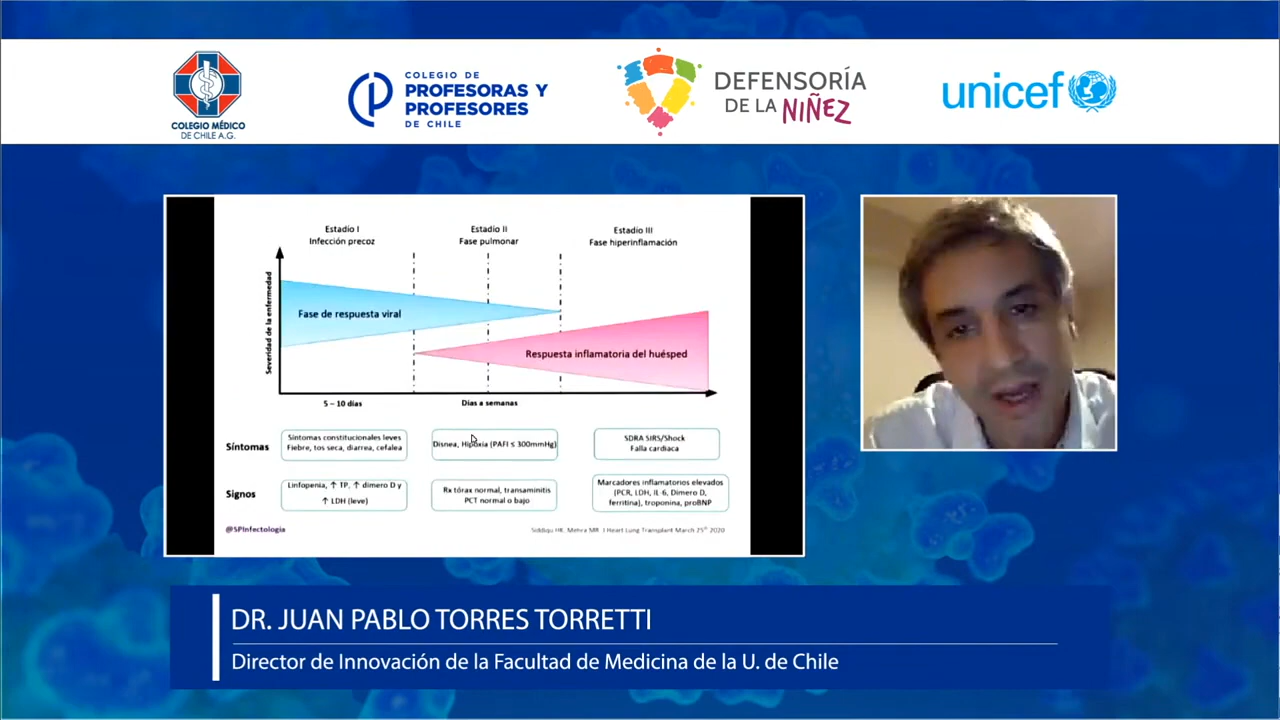 COLEGIO MÉDICO
DE CHILE A.G.
COLEGIO DE
PROFESORAS Y
PROFESORES
DE CHILE
DEFENSORÍA
DE LA NIÑEZ
unicef
Estadio I
Infección precoz
Estadio II
Fase pulmonar
Estadio III
Fase hiperinflamación
Severidad de la enfermedad
Fase de respuesta viral
Respuesta inflamatoria del huésped
5 – 10 días
Días a semanas
Síntomas
Síntomas constitucionales leves
Fiebre, tos seca, diarrea, cefalea
Disnea, Hipoxia (PAFI ≤ 300mmHg)
SDRA SIRS/Shock
Falla cardiaca
Signos
Linfopenia, ↑ TP, ↑ dimero D y
↑ LDH (leve)
Rx tórax normal, transaminitis
PCT normal o bajo
Marcadores inflamatorios elevados
(PCR, LDH, IL 6, Dimero D,
ferritina), troponina, proBNP
@SPInfectologia
Siddiqu HK, Mehra MR. J Heart Lung Transplant March 25th 2020
DR. JUAN PABLO TORRES TORRETTI
Director de Innovación de la Facultad de Medicina de la U. de Chile